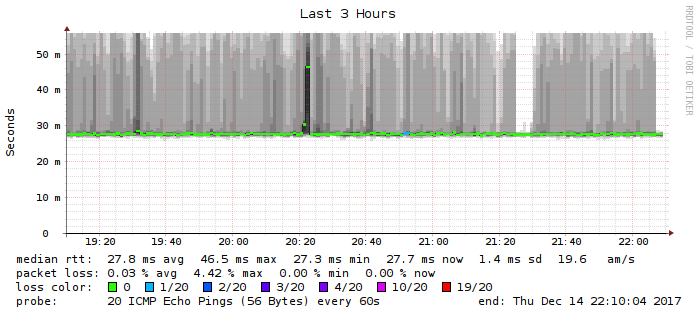 Last 3 Hours
RRDTOOL / TOBI OETIKER
Seconds
50 m
40 m
30 m
20 m
10 m
0
19:20 19:40 20:00 20:20 20:40 21:00 21:20 21:40 22:00
median rtt: 27.8 ms avg 46.5 ms max 27.3 ms min 27.7 ms now 1.4 ms sd 19.6 am/s
packet loss: 0.03 % avg 4.42 % max 0.00 % min 0.00 % now
loss color: 0 1/20 2/20 3/20 4/20 10/20 19/20
probe: 20 ICMP Echo Pings (56 Bytes) every 60s end: Thu Dec 14 22:10:04 2017